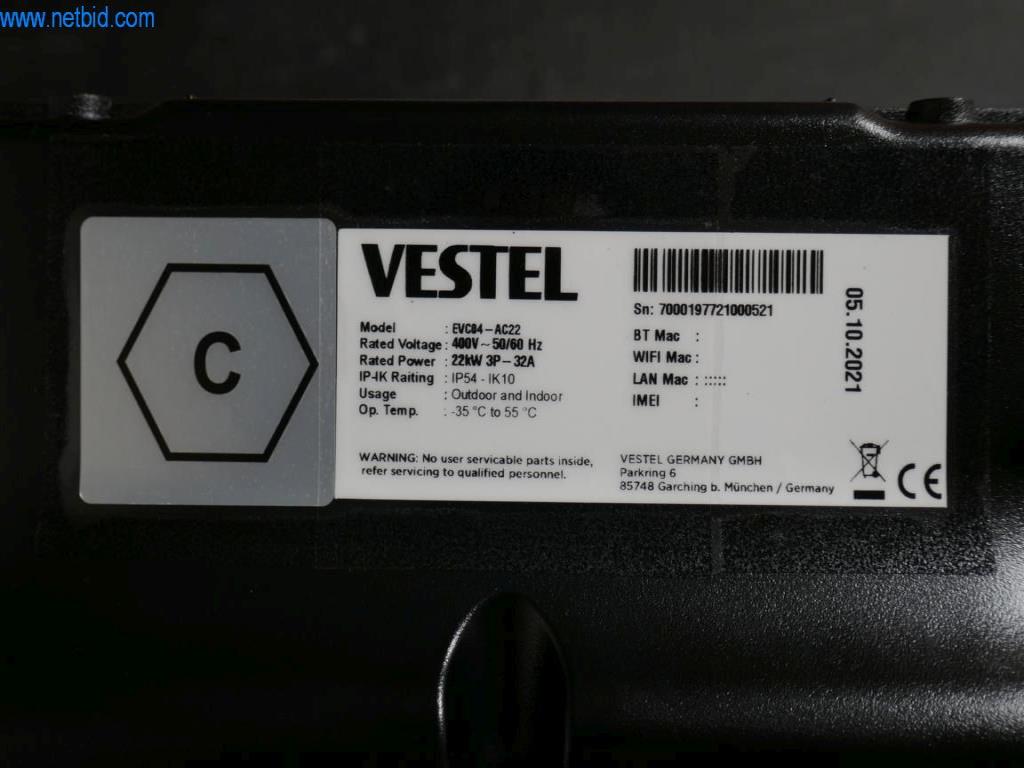 www.netbid.com
C
VESTEL
Model : EVC04-AC22
Rated Voltage : 400V ~ 50/60 Hz
Rated Power : 22kW 3P-32A
IP-IK Raiting : IP54 - IK10
Usage : Outdoor and Indoor
Op. Temp. : -35 °C to 55 °C
WARNING: No user servicable parts inside,
refer servicing to qualified personnel.
Sn: 7000197721000521
BT Mac :
WIFI Mac :
LAN Mac : :::::
IMEI :
05.10.2021
VESTEL GERMANY GMBH
Parkring 6
85748 Garching b. München / Germany
CE